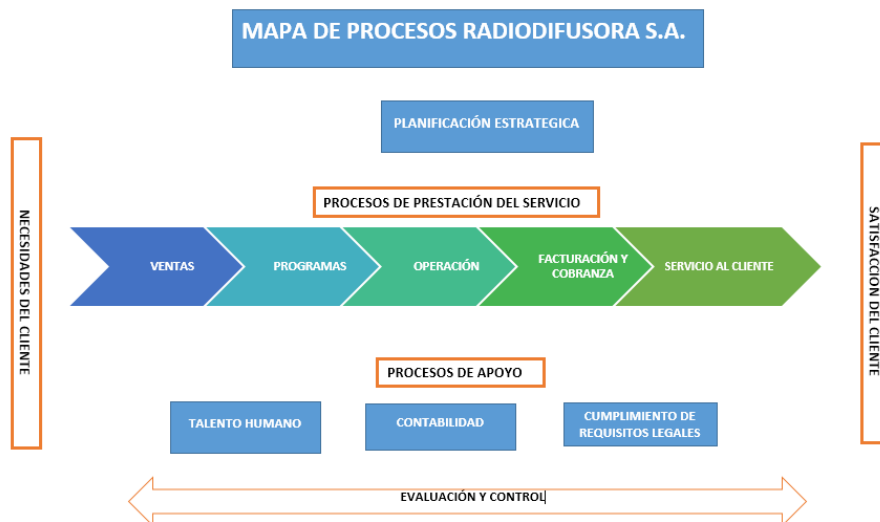 MAPA DE PROCESOS RADIODIFUSORA S.A.
PLANIFICACIÓN ESTRATEGICA
NECESIDADES DEL CLIENTE
PROCESOS DE PRESTACIÓN DEL SERVICIO
VENTAS
PROGRAMAS
OPERACIÓN
FACTURACIÓN Y
COBRANZA
SERVICIO AL CLIENTE
SATISFACCION DEL CLIENTE
PROCESOS DE APOYO
TALENTO HUMANO
CONTABILIDAD
CUMPLIMIENTO DE
REQUISITOS LEGALES
EVALUACIÓN Y CONTROL